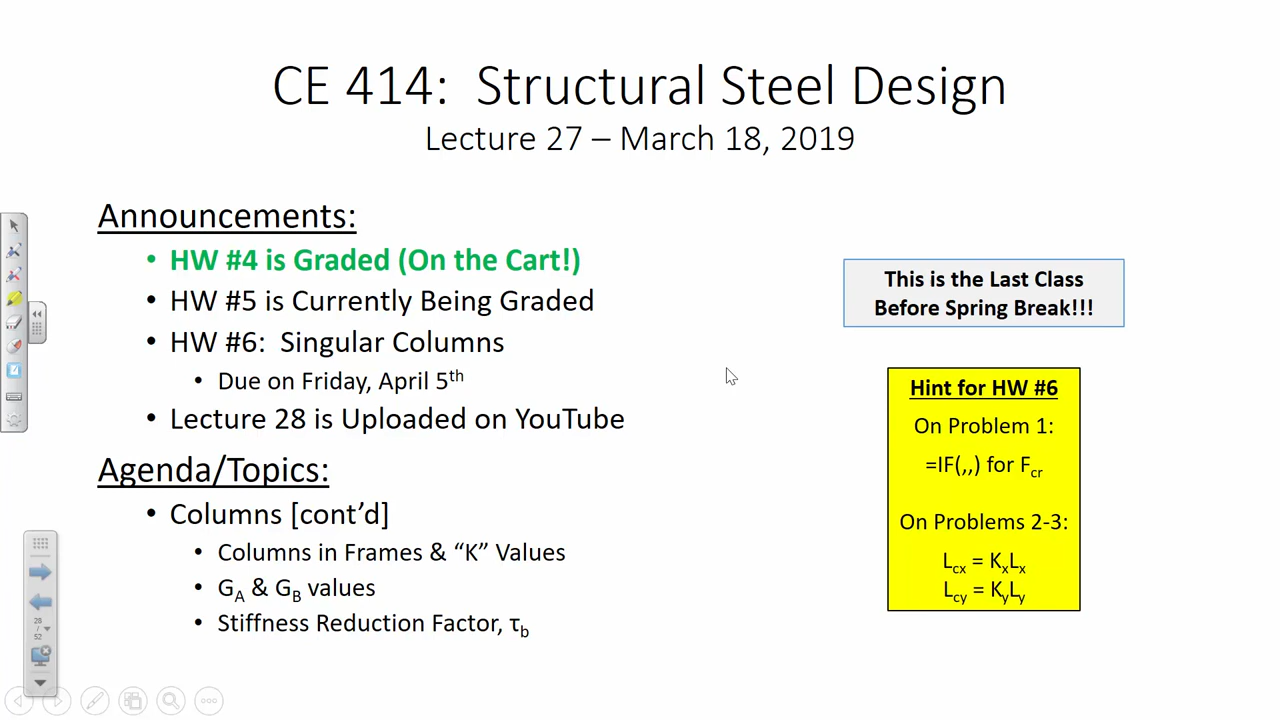 CE 414: Structural Steel Design
Lecture 27 – March 18, 2019
Announcements:
• HW #4 is Graded (On the Cart!)
• HW #5 is Currently Being Graded
• HW #6: Singular Columns
• Due on Friday, April 5th
• Lecture 28 is Uploaded on YouTube
Agenda/Topics:
• Columns [cont’d]
• Columns in Frames & “K” Values
• GA & GB values
• Stiffness Reduction Factor, τb
This is the Last Class
Before Spring Break!!!
Hint for HW #6
On Problem 1:
=IF(,,) for Fcr
On Problems 2-3:
Lcx = KxLx
Lcy = KyLy
28
/
52